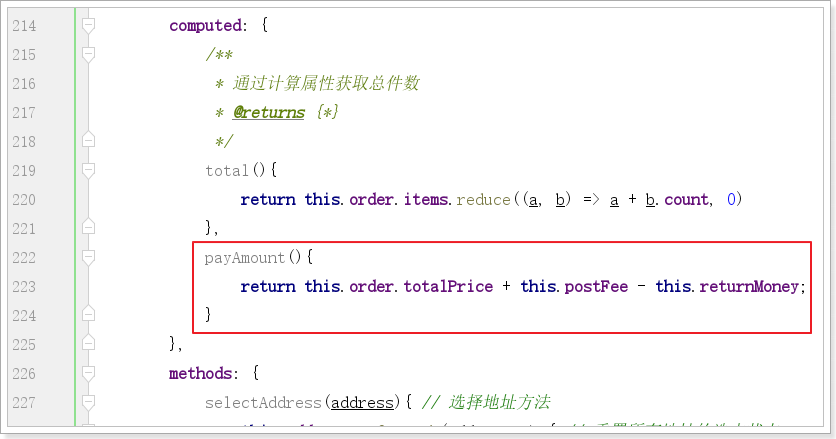 214 computed: {
215 /**
216 * 通过计算属性获取总件数
217 * @returns {*}
218 */
219 total(){
220 return this.order.items.reduce((a, b) => a + b.count, 0)
221 },
222 payAmount(){
223 return this.order.totalPrice + this.postFee - this.returnMoney;
224 }
225 },
226 methods: {
227 selectAddress(address){ // 选择地址方法